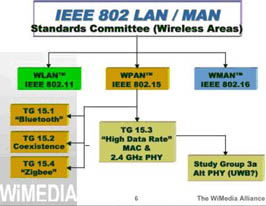 IEEE 802 LAN / MAN
Standards Committee (Wireless Areas)
WLAN™
IEEE 802.11
WPAN™
IEEE 802.15
WMAN™
IEEE 802.16
TG 15.1
"Bluetooth"
TG 15.2
Coexistence
TG 15.4
"Zigbee"
TG 15.3
"High Data Rate"
MAC &
2.4 GHz PHY
Study Group 3a
Alt PHY (UWB?)
WiMEDIA
6
The WiMedia Alliance